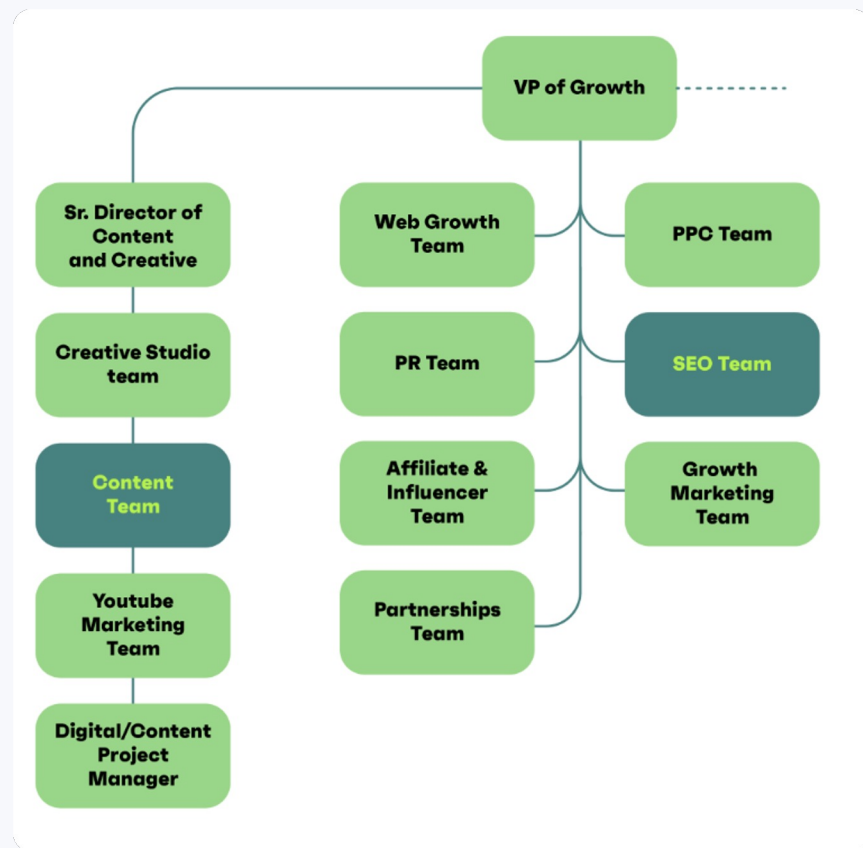 VP of Growth
Sr. Director of
Content
and Creative
Creative Studio
team
Content
Team
Youtube
Marketing
Team
Digital/Content
Project
Manager
Web Growth
Team
PPC Team
PR Team
SEO Team
Affiliate &
Influencer
Team
Growth
Marketing
Team
Partnerships
Team